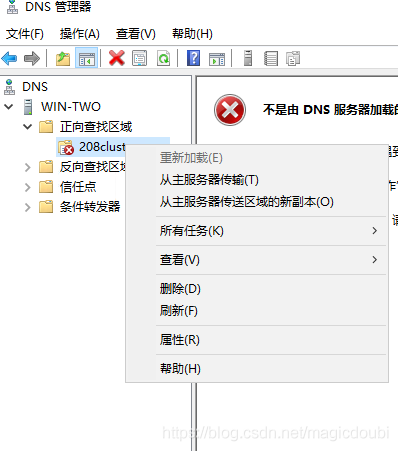 DNS 管理器
文件(F) 操作(A) 查看(V) 帮助(H)
DNS
WIN-TWO
正向查找区域
208clust
反向查找区域
信任点
条件转发器
不是由 DNS 服务器加载的
重新加载(E)
从主服务器传输(T)
从主服务器传送区域的新副本(O)
所有任务(K)
查看(V)
删除(D)
刷新(F)
属性(R)
帮助(H)
https://blog.csdn.net/magicdoubi